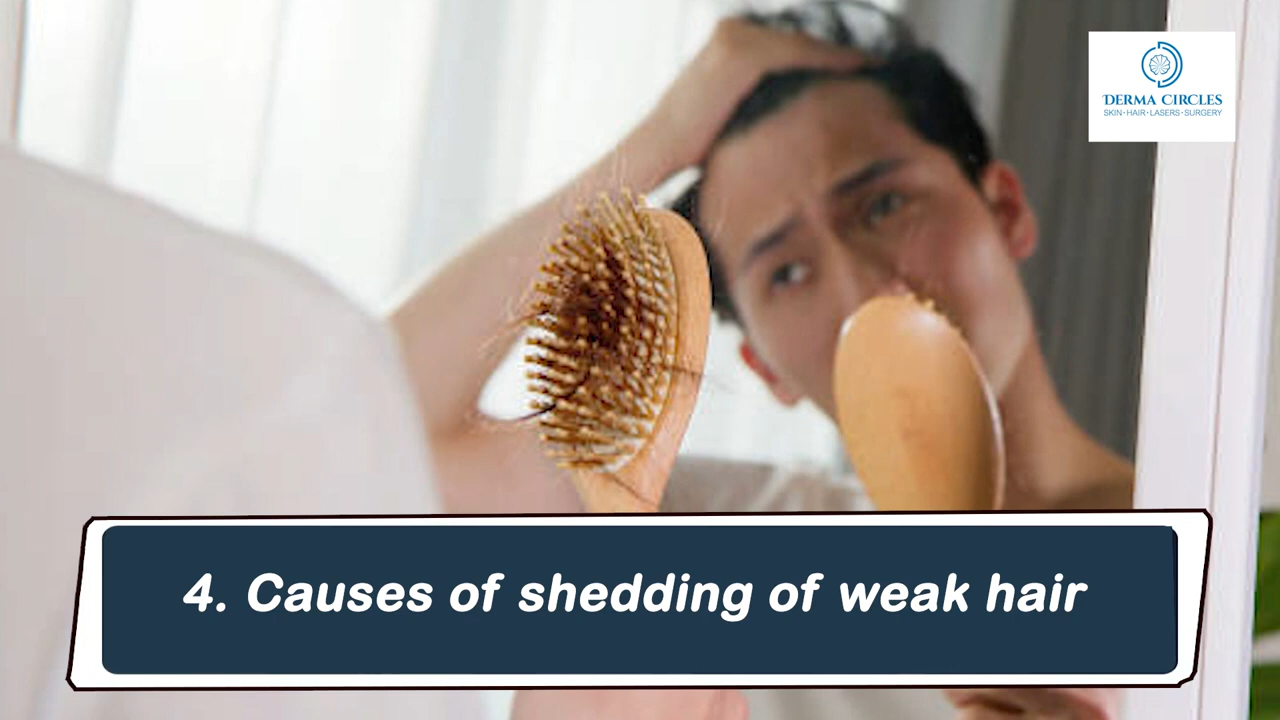 DERMA CIRCLES
SKIN•HAIR•LASERS•SURGERY
4. Causes of shedding of weak hair